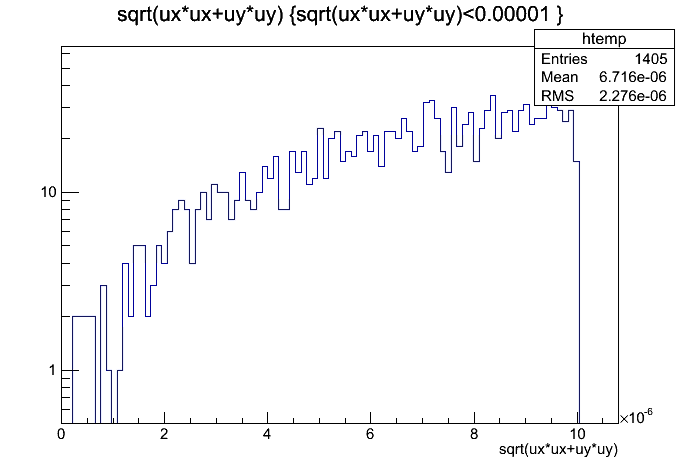 sqrt(ux*ux+uy*uy) {sqrt(ux*ux+uy*uy)<0.00001 }
htemp
Entries 1405
Mean 6.716e-06
RMS 2.276e-06
10
1
0 2 4 6 8 10
×10-6
sqrt(ux*ux+uy*uy)